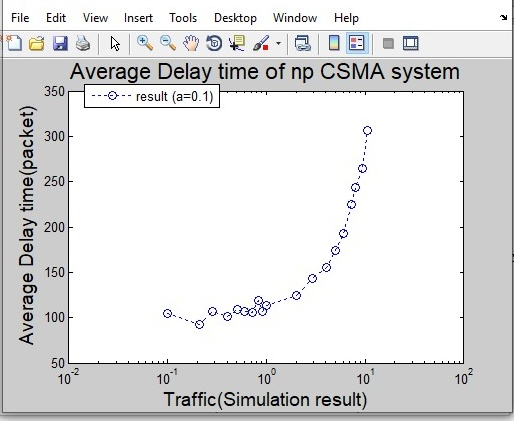 File Edit View Insert Tools Desktop Window Help
Average Delay time of np CSMA system
result (a=0.1)
Average Delay time(packet)
350
300
250
200
150
100
50
10^-2 10^-1 10^0 10^1 10^2
Traffic(Simulation result)